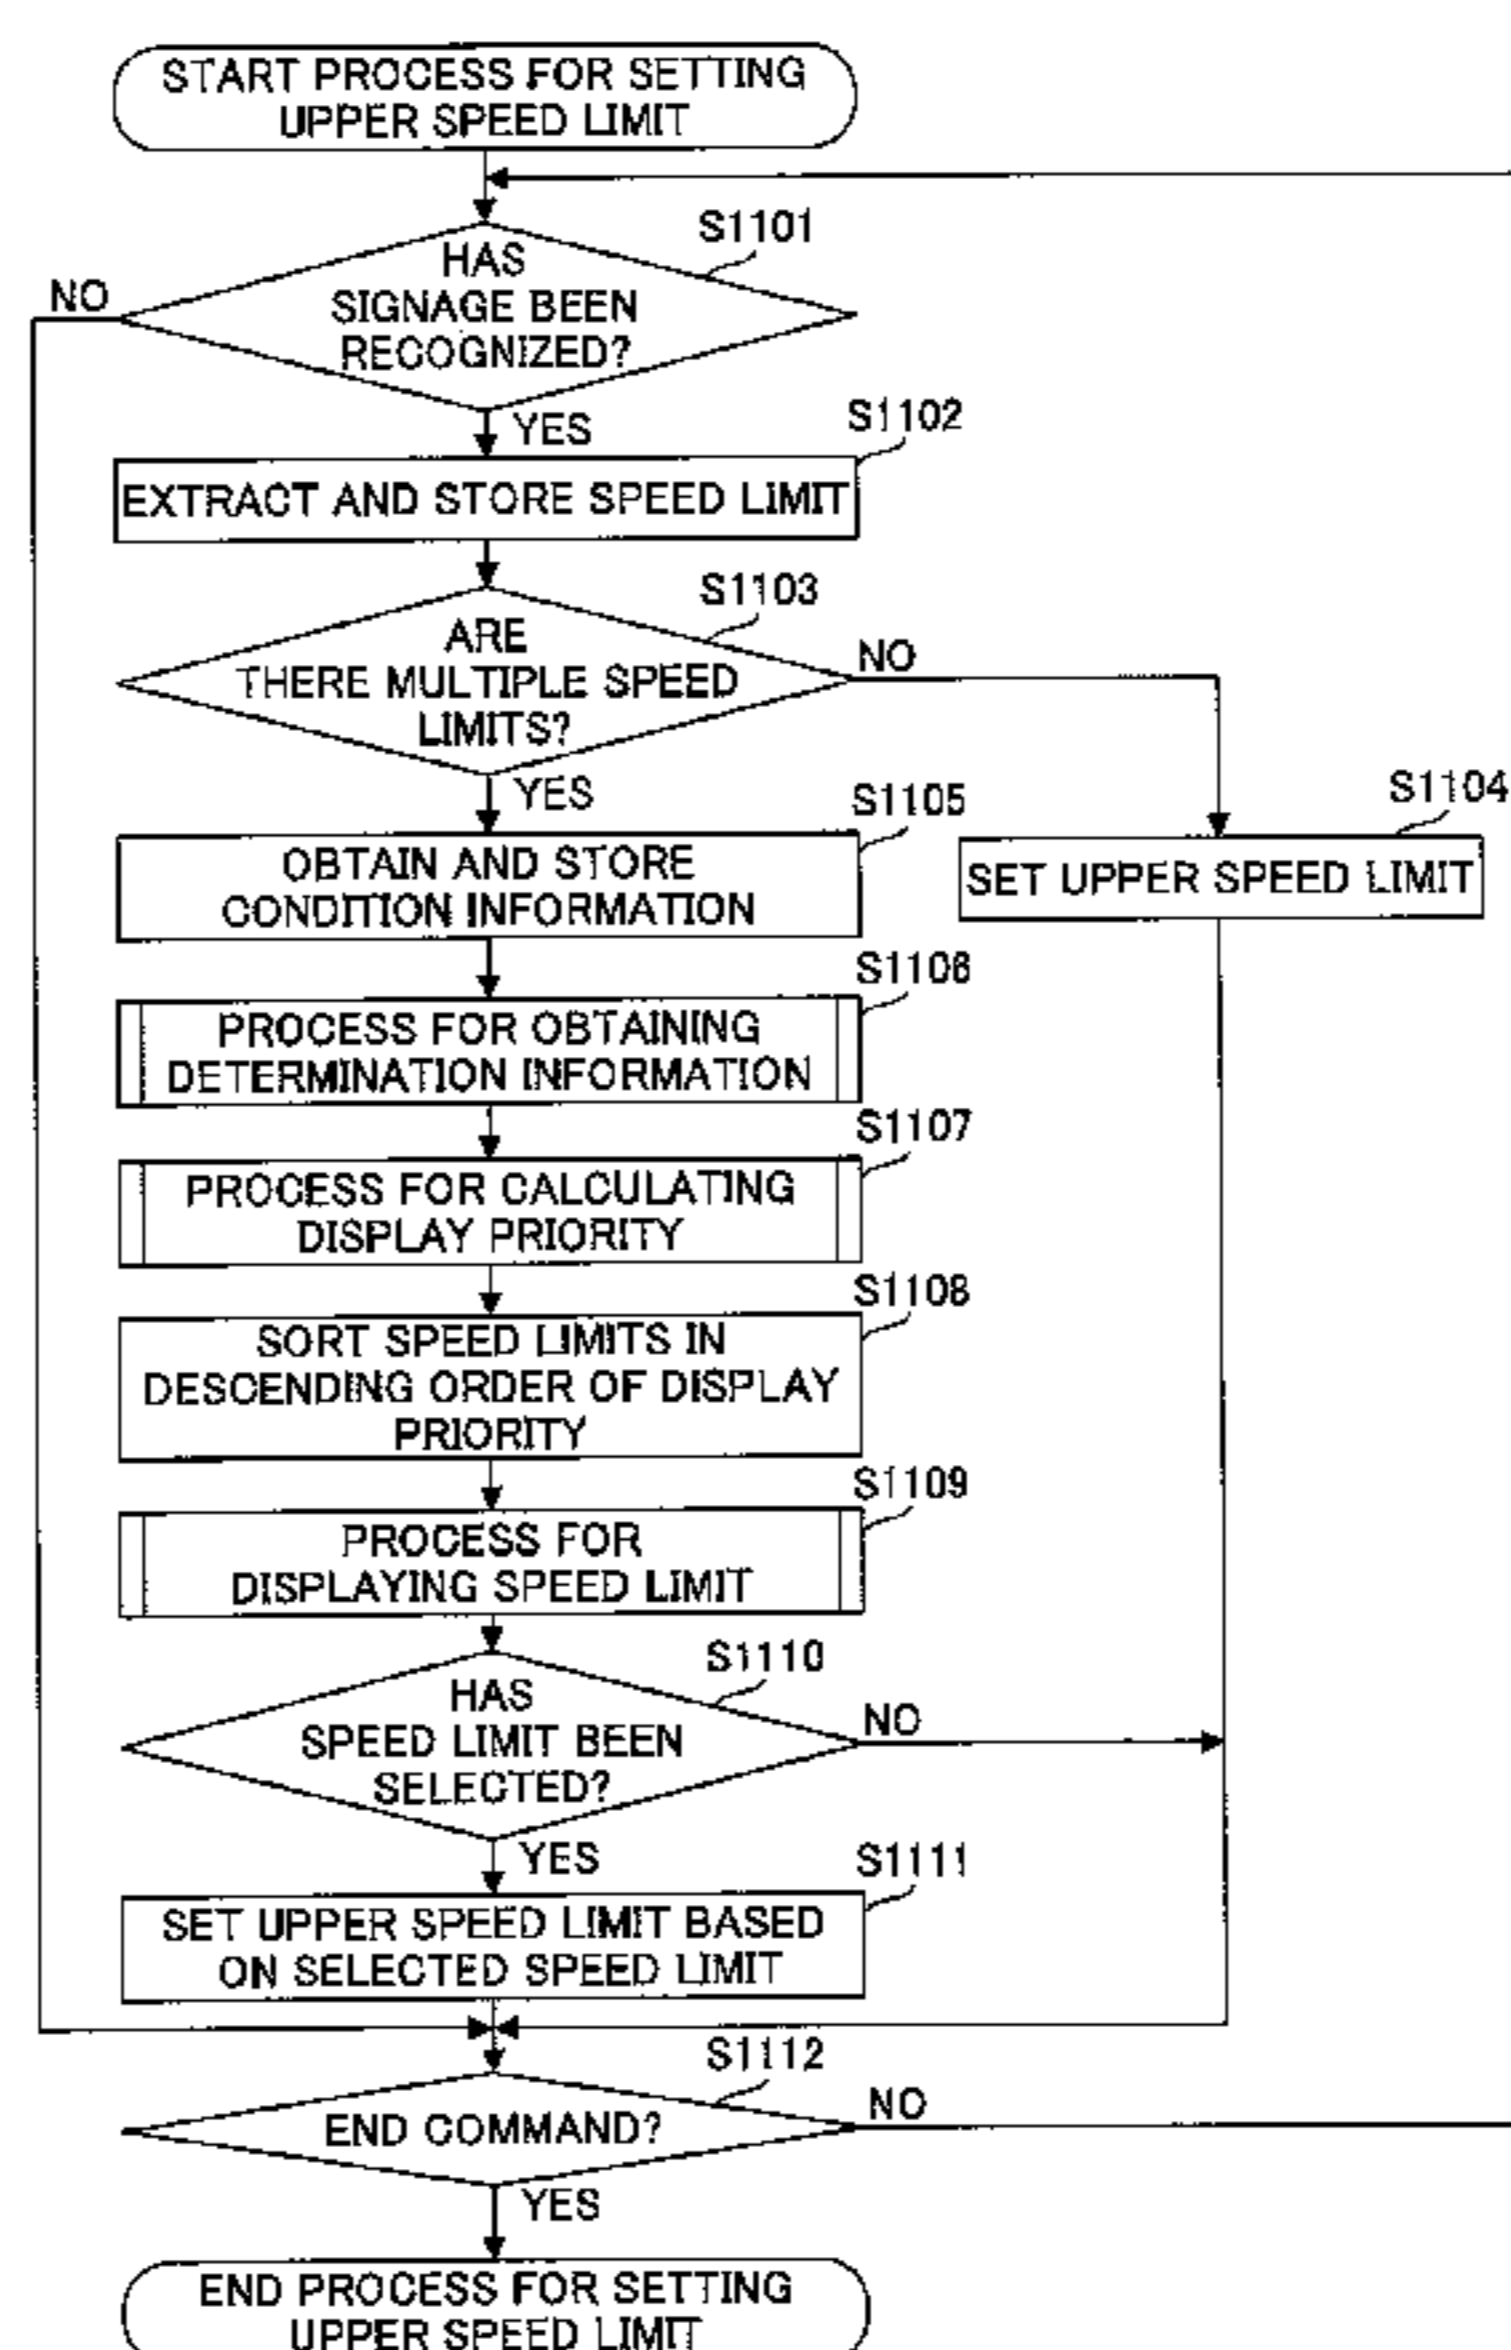 START PROCESS FOR SETTING
UPPER SPEED LIMIT
S1101
HAS
SIGNAGE BEEN
RECOGNIZED?
NO
YES
S1102
EXTRACT AND STORE SPEED LIMIT
S1103
ARE
THERE MULTIPLE SPEED
LIMITS?
NO
YES
S1105
S1104
OBTAIN AND STORE
CONDITION INFORMATION
SET UPPER SPEED LIMIT
S1106
PROCESS FOR OBTAINING
DETERMINATION INFORMATION
S1107
PROCESS FOR CALCULATING
DISPLAY PRIORITY
S1108
SORT SPEED LIMITS IN
DESCENDING ORDER OF DISPLAY
PRIORITY
S1109
PROCESS FOR
DISPLAYING SPEED LIMIT
S1110
HAS
SPEED LIMIT BEEN
SELECTED?
NO
YES
S1111
SET UPPER SPEED LIMIT BASED
ON SELECTED SPEED LIMIT
S1112
END COMMAND?
NO
YES
END PROCESS FOR SETTING
UPPER SPEED LIMIT